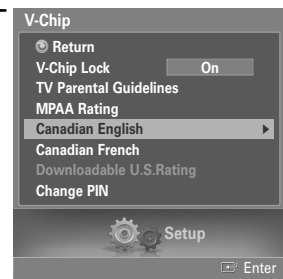 V-Chip
Return
V-Chip Lock On
TV Parental Guidelines
MPAA Rating
Canadian English
Canadian French
Downloadable U.S.Rating
Change PIN
Setup
Enter